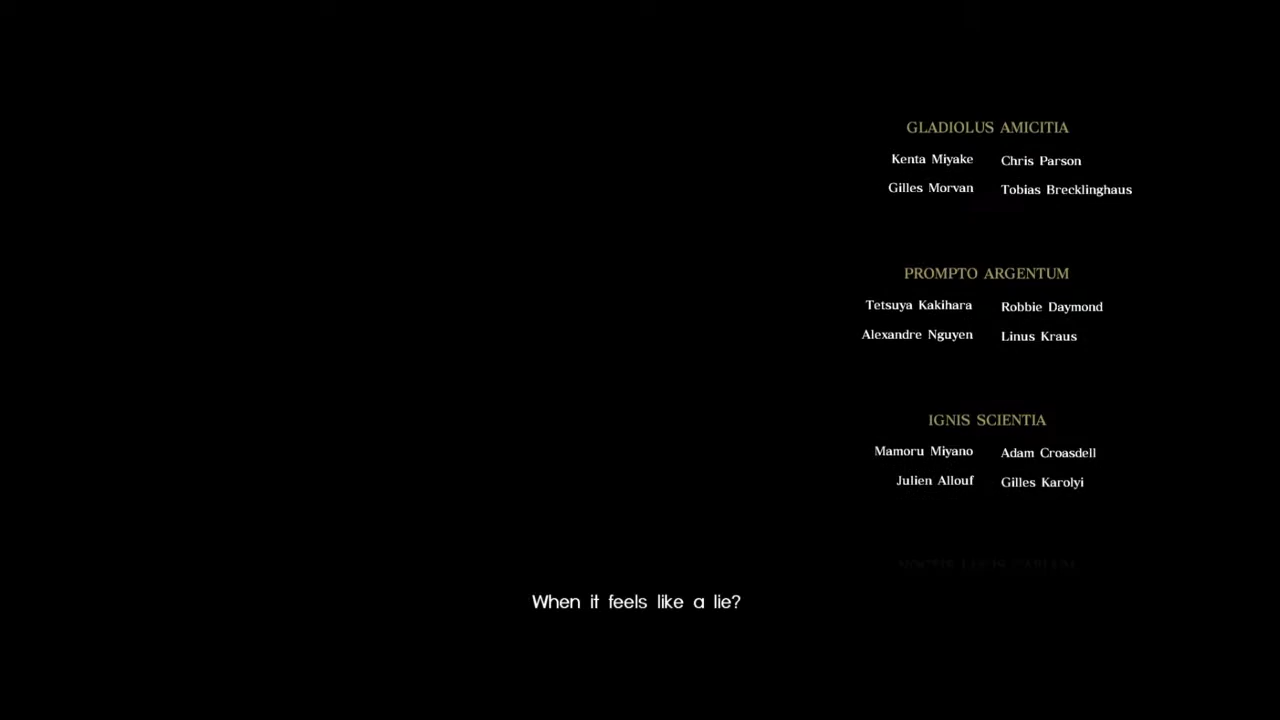 GLADIOLUS AMICITIA
Kenta Miyake Chris Parson
Gilles Morvan Tobias Brecklinghaus
PROMPTO ARGENTUM
Tetsuya Kakihara Robbie Daymond
Alexandre Nguyen Linus Kraus
IGNIS SCIENTIA
Mamoru Miyano Adam Croasdell
Julien Allouf Gilles Karolyi
When it feels like a lie?